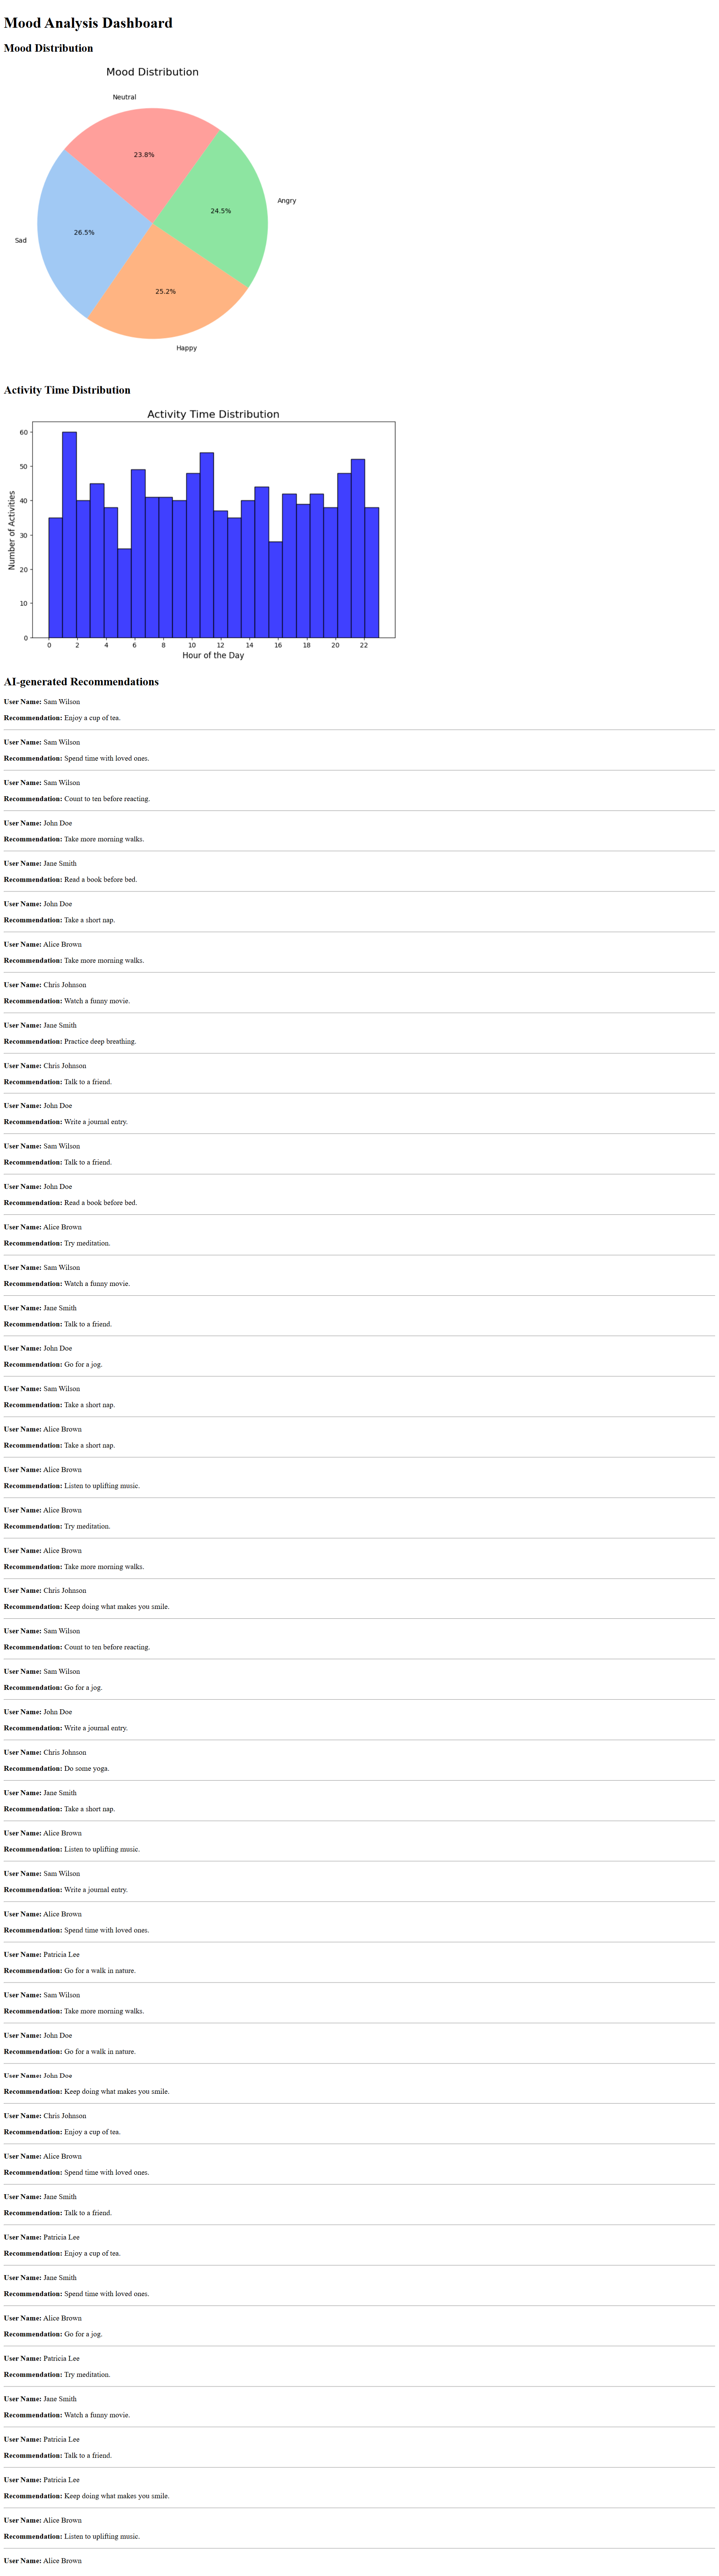 Mood Analysis Dashboard
Mood Distribution
Mood Distribution
Neutral
23.8%
Angry
24.5%
26.5%
Sad
25.2%
Happy
Activity Time Distribution
Activity Time Distribution
60
50
40
30
20
10
0
Number of Activities
0 2 4 6 8 10 12 14 16 18 20 22
Hour of the Day
AI-generated Recommendations
User Name: Sam Wilson
Recommendation: Enjoy a cup of tea.
User Name: Sam Wilson
Recommendation: Spend time with loved ones.
User Name: Sam Wilson
Recommendation: Count to ten before reacting.
User Name: John Doe
Recommendation: Take more morning walks.
User Name: Jane Smith
Recommendation: Read a book before bed.
User Name: John Doe
Recommendation: Take a short nap.
User Name: Alice Brown
Recommendation: Take more morning walks.
User Name: Chris Johnson
Recommendation: Watch a funny movie.
User Name: Jane Smith
Recommendation: Practice deep breathing.
User Name: Chris Johnson
Recommendation: Talk to a friend.
User Name: John Doe
Recommendation: Write a journal entry.
User Name: Sam Wilson
Recommendation: Talk to a friend.
User Name: John Doe
Recommendation: Read a book before bed.
User Name: Alice Brown
Recommendation: Try meditation.
User Name: Sam Wilson
Recommendation: Watch a funny movie.
User Name: Jane Smith
Recommendation: Talk to a friend.
User Name: John Doe
Recommendation: Go for a jog.
User Name: Sam Wilson
Recommendation: Take a short nap.
User Name: Alice Brown
Recommendation: Take a short nap.
User Name: Alice Brown
Recommendation: Listen to uplifting music.
User Name: Alice Brown
Recommendation: Try meditation.
User Name: Alice Brown
Recommendation: Take more morning walks.
User Name: Chris Johnson
Recommendation: Keep doing what makes you smile.
User Name: Sam Wilson
Recommendation: Count to ten before reacting.
User Name: Sam Wilson
Recommendation: Go for a jog.
User Name: John Doe
Recommendation: Write a journal entry.
User Name: Chris Johnson
Recommendation: Do some yoga.
User Name: Jane Smith
Recommendation: Take a short nap.
User Name: Alice Brown
Recommendation: Listen to uplifting music.
User Name: Sam Wilson
Recommendation: Write a journal entry.
User Name: Alice Brown
Recommendation: Spend time with loved ones.
User Name: Patricia Lee
Recommendation: Go for a walk in nature.
User Name: Sam Wilson
Recommendation: Take more morning walks.
User Name: John Doe
Recommendation: Go for a walk in nature.
User Name: John Doe
Recommendation: Keep doing what makes you smile.
User Name: Chris Johnson
Recommendation: Enjoy a cup of tea.
User Name: Alice Brown
Recommendation: Spend time with loved ones.
User Name: Jane Smith
Recommendation: Talk to a friend.
User Name: Patricia Lee
Recommendation: Enjoy a cup of tea.
User Name: Jane Smith
Recommendation: Spend time with loved ones.
User Name: Alice Brown
Recommendation: Go for a jog.
User Name: Patricia Lee
Recommendation: Try meditation.
User Name: Jane Smith
Recommendation: Watch a funny movie.
User Name: Patricia Lee
Recommendation: Talk to a friend.
User Name: Patricia Lee
Recommendation: Keep doing what makes you smile.
User Name: Alice Brown
Recommendation: Listen to uplifting music.
User Name: Alice Brown